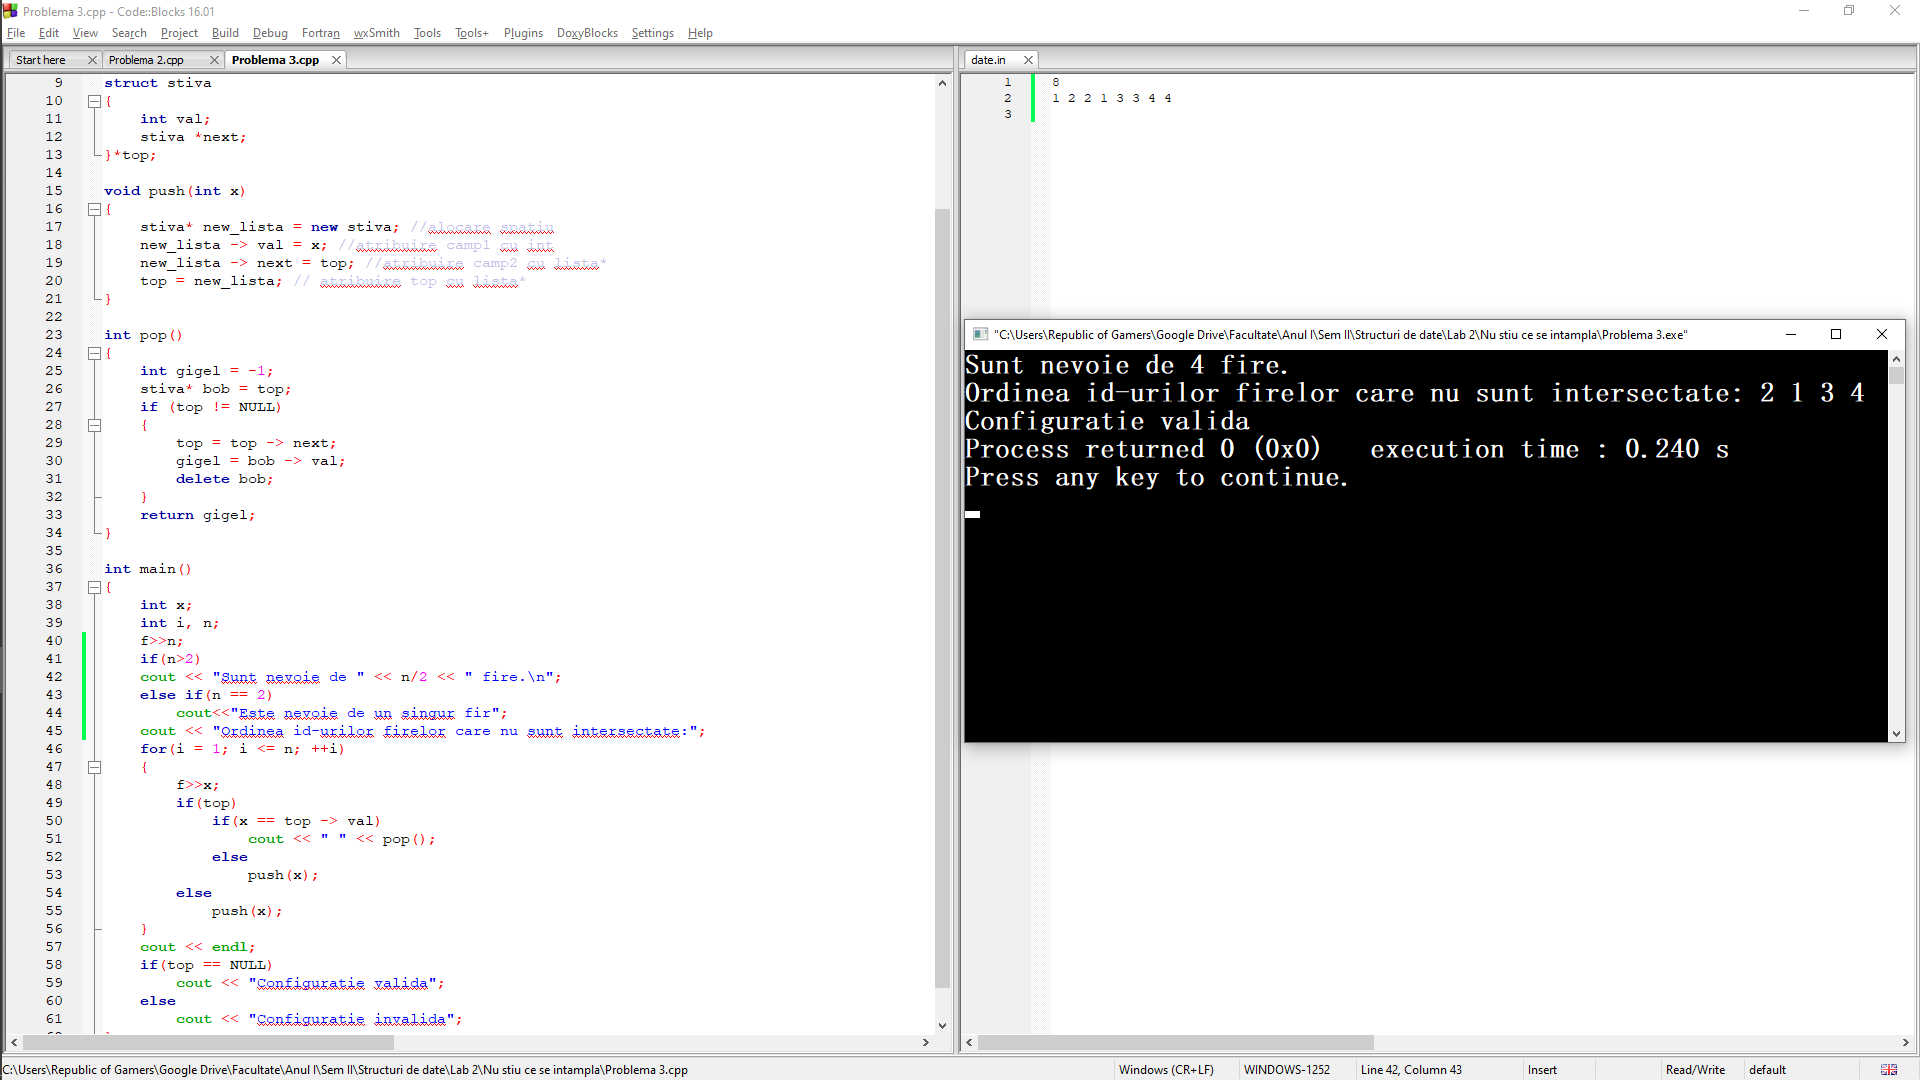 Problema 3.cpp - Code::Blocks 16.01
File Edit View Search Project Build Debug Fortran wxSmith Tools Tools+ Plugins DoxyBlocks Settings Help
Start here Problema 2.cpp Problema 3.cpp
9 struct stiva
10 {
11 int val;
12 stiva *next;
13 }*top;
14
15 void push(int x)
16 {
17 stiva* new_lista = new stiva; //alocare spatiu
18 new_lista -> val = x; //atribuire camp1 cu int
19 new_lista -> next = top; //atribuire camp2 cu lista*
20 top = new_lista; // atribuire top cu lista*
21 }
22
23 int pop()
24 {
25 int gigel = -1;
26 stiva* bob = top;
27 if (top != NULL)
28 {
29 top = top -> next;
30 gigel = bob -> val;
31 delete bob;
32 }
33 return gigel;
34 }
35
36 int main()
37 {
38 int x;
39 int i, n;
40 f>>n;
41 if(n>2)
42 cout << "Sunt nevoie de " << n/2 << " fire.\n";
43 else if(n == 2)
44 cout<<"Este nevoie de un singur fir";
45 cout << "Ordinea id-urilor firelor care nu sunt intersectate:";
46 for(i = 1; i <= n; ++i)
47 {
48 f>>x;
49 if(top)
50 if(x == top -> val)
51 cout << " " << pop();
52 else
53 push(x);
54 else
55 push(x);
56 }
57 cout << endl;
58 if(top == NULL)
59 cout << "Configuratie valida";
60 else
61 cout << "Configuratie invalida";
date.in
1 8
2 1 2 2 1 3 3 4 4
3
"C:\Users\Republic of Gamers\Google Drive\Facultate\Anul I\Sem II\Structuri de date\Lab 2\Nu stiu ce se intampla\Problema 3.exe"
Sunt nevoie de 4 fire.
Ordinea id-urilor firelor care nu sunt intersectate: 2 1 3 4
Configuratie valida
Process returned 0 (0x0) execution time : 0.240 s
Press any key to continue.
C:\Users\Republic of Gamers\Google Drive\Facultate\Anul I\Sem II\Structuri de date\Lab 2\Nu stiu ce se intampla\Problema 3.cpp Windows (CR+LF) WINDOWS-1252 Line 42, Column 43 Insert Read/Write default